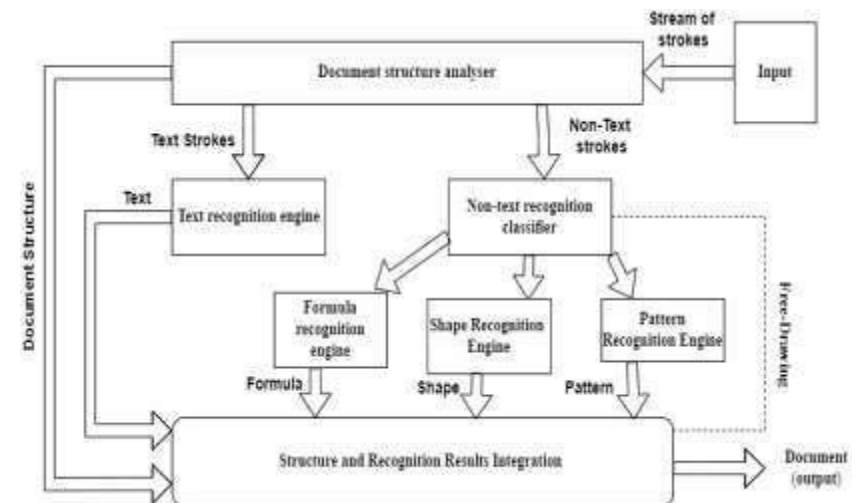 Stream of
strokes
Document structure analyser
Input
Text Strokes
Non-Text
strokes
Text
Text recognition engine
Non-text recognition
classifier
Document Structure
Free-Drawing
Formula
recognition
engine
Shape Recognition
Engine
Pattern
Recognition Engine
Formula
Shape
Pattern
Structure and Recognition Results Integration
Document
(output)